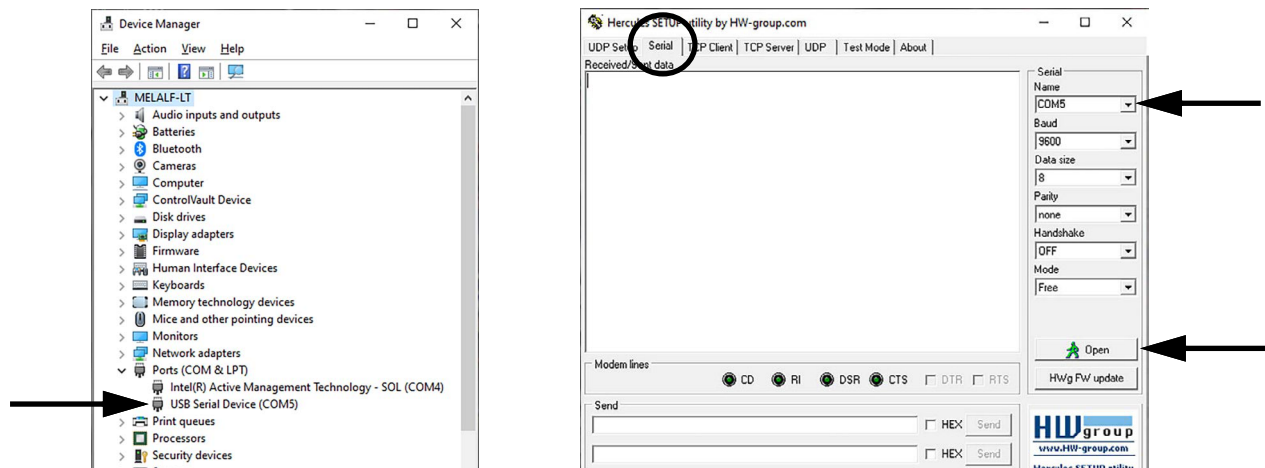 Device Manager
File Action View Help
MELALF-LT
Audio inputs and outputs
Batteries
Bluetooth
Cameras
Computer
ControlVault Device
Disk drives
Display adapters
Firmware
Human Interface Devices
Keyboards
Memory technology devices
Mice and other pointing devices
Monitors
Network adapters
Ports (COM & LPT)
Intel(R) Active Management Technology - SOL (COM4)
USB Serial Device (COM5)
Print queues
Processors
Security devices
Hercules SETUP utility by HW-group.com
UDP Setup Serial TCP Client TCP Server UDP Test Mode About
Received/Sent data
Serial
Name
COM5
Baud
9600
Data size
8
Parity
none
Handshake
OFF
Mode
Free
Open
HWg FW update
Modem lines
CD RI DSR CTS DTR RTS
Send
HEX Send
HEX Send
HWgroup
www.HW-group.com
Hercules SETUP utility